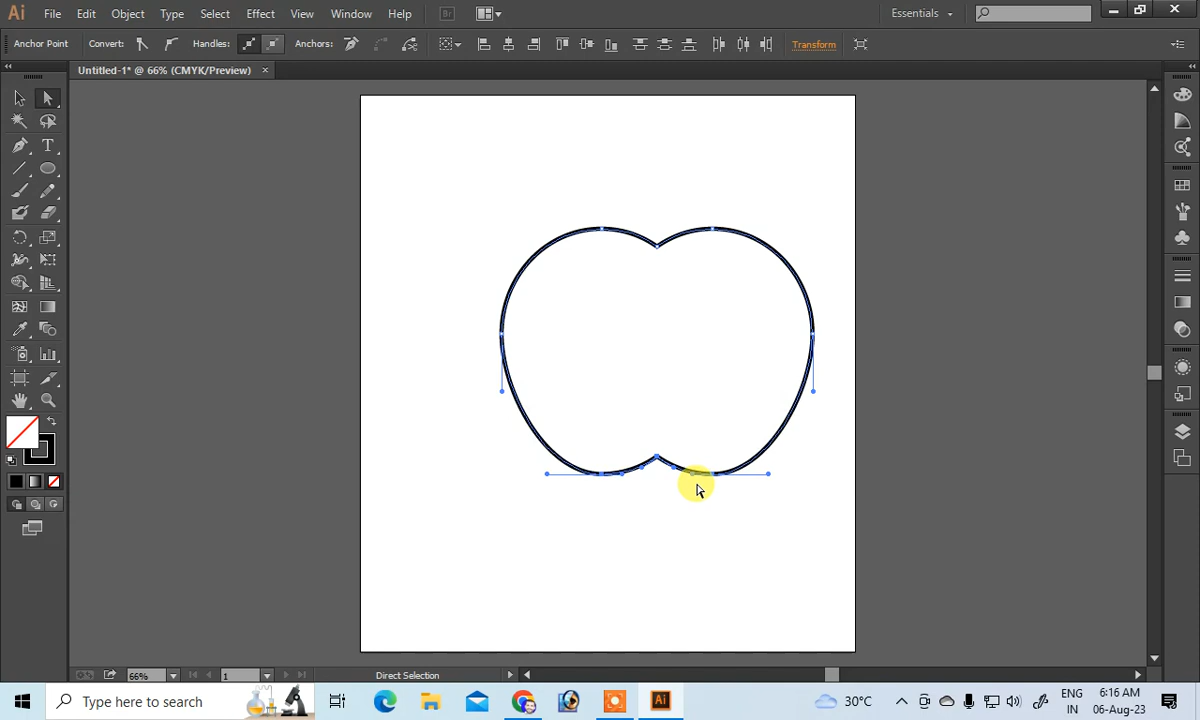 Ai File Edit Object Type Select Effect View Window Help Br Essentials
Anchor Point Convert: Handles: Anchors: Transform
Untitled-1* @ 66% (CMYK/Preview) ×
T
66% 1 Direct Selection
Type here to search Ai 30°C ENG IN 6:16 AM 06-Aug-23